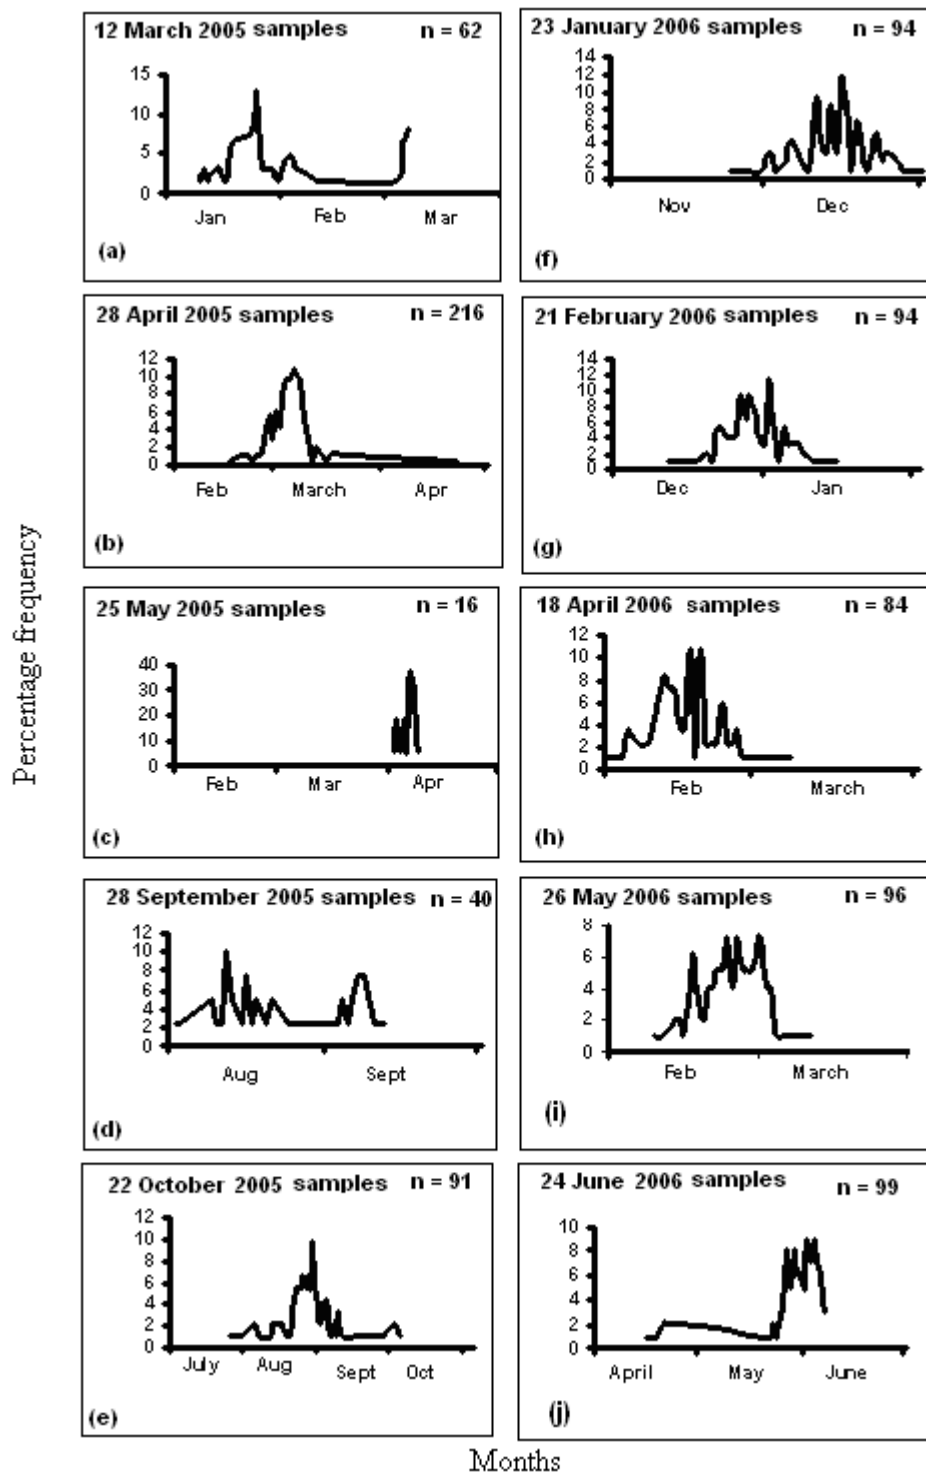 12 March 2005 samples n = 62
15
10
5
0
Jan Feb Mar
(a)
23 January 2006 samples n = 94
14
12
10
8
6
4
2
0
Nov Dec
(f)
28 April 2005 samples n = 216
12
10
8
6
4
2
0
Feb March Apr
(b)
21 February 2006 samples n = 94
14
12
10
8
6
4
2
0
Dec Jan
(g)
25 May 2005 samples n = 16
40
30
20
10
0
Feb Mar Apr
(c)
18 April 2006 samples n = 84
12
10
8
6
4
2
0
Feb March
(h)
28 September 2005 samples n = 40
12
10
8
6
4
2
0
Aug Sept
(d)
26 May 2006 samples n = 96
8
6
4
2
0
Feb March
(i)
22 October 2005 samples n = 91
12
10
8
6
4
2
0
July Aug Sept Oct
(e)
24 June 2006 samples n = 99
10
8
6
4
2
0
April May June
(j)
Percentage frequency
Months